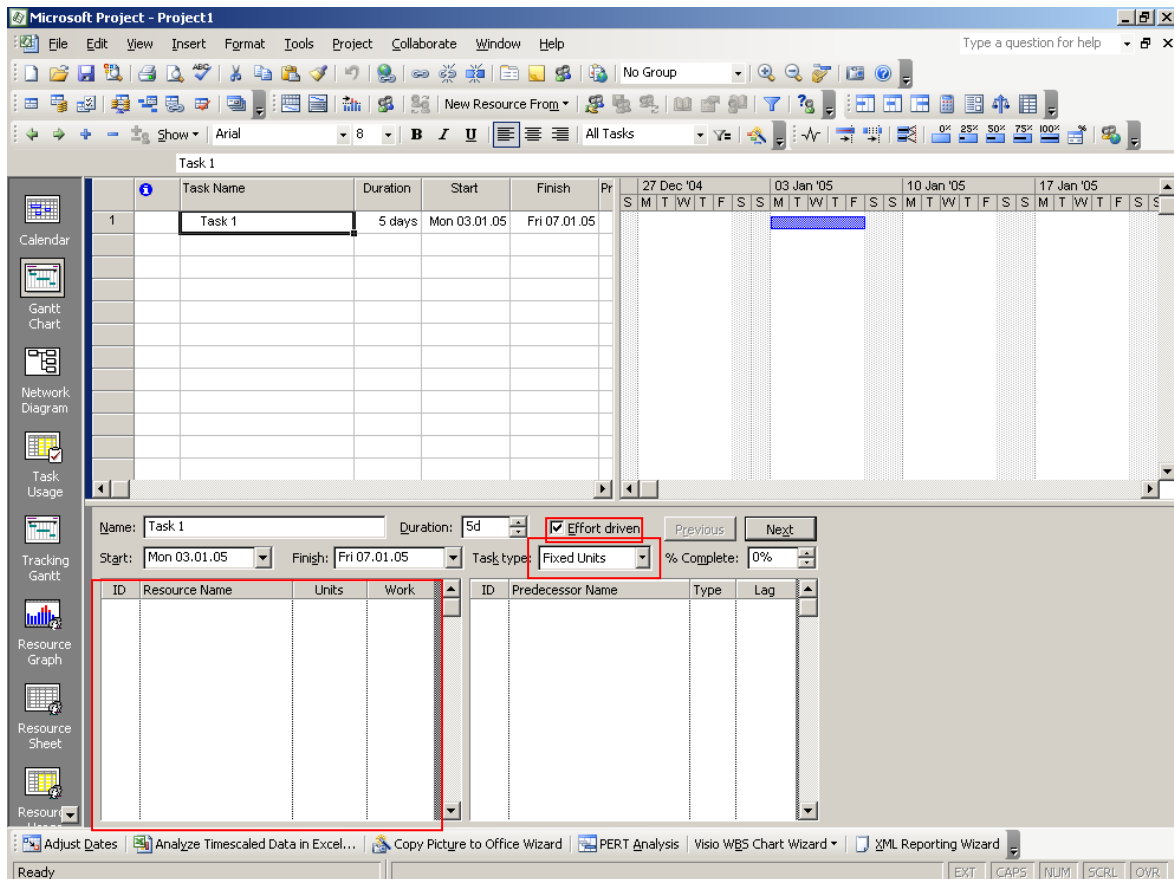 Microsoft Project - Project1
File Edit View Insert Format Tools Project Collaborate Window Help Type a question for help
ABC No Group
New Resource From
Show Arial 8 B I U All Tasks 0% 25% 50% 75% 100%
Task 1
Task Name Duration Start Finish Pr 27 Dec '04 03 Jan '05 10 Jan '05 17 Jan '05
S M T W T F S S M T W T F S S M T W T F S S M T W T F S S
1 Task 1 5 days Mon 03.01.05 Fri 07.01.05
Calendar
Gantt
Chart
Network
Diagram
Task
Usage
Tracking
Gantt
Resource
Graph
Resource
Sheet
Name: Task 1 Duration: 5d Effort driven Previous Next
Start: Mon 03.01.05 Finish: Fri 07.01.05 Task type: Fixed Units % Complete: 0%
ID Resource Name Units Work ID Predecessor Name Type Lag
Adjust Dates Analyze Timescaled Data in Excel... Copy Picture to Office Wizard PERT Analysis Visio WBS Chart Wizard XML Reporting Wizard
Ready EXT CAPS NUM SCRL OVR